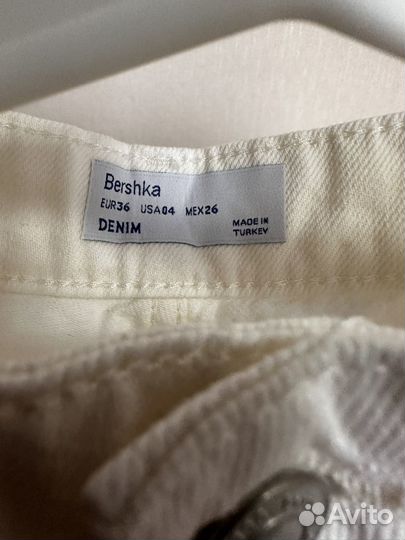 Bershka
EUR36 USA04 MEX26
DENIM
MADE IN
TURKEY
Avito